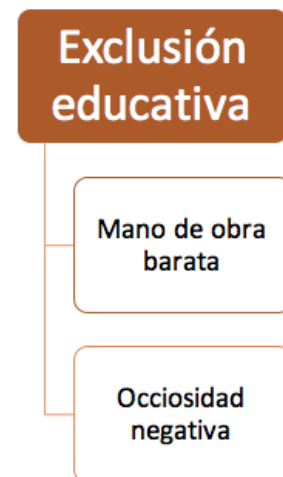 Exclusión
educativa
Mano de obra
barata
Occiosidad
negativa